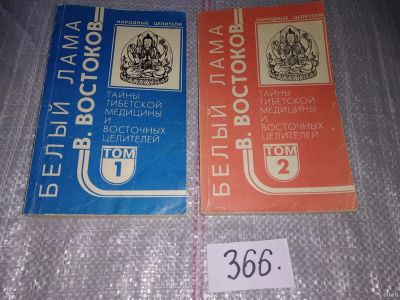 БЕЛЫЙ ЛАМА
В. ВОСТОКОВ
НАРОДНЫЕ ЦЕЛИТЕЛИ
ТАЙНЫ
ТИБЕТСКОЙ
МЕДИЦИНЫ
И
ВОСТОЧНЫХ
ЦЕЛИТЕЛЕЙ
ТОМ
1
БЕЛЫЙ ЛАМА
В. ВОСТОКОВ
НАРОДНЫЕ ЦЕЛИТЕЛИ
ТАЙНЫ
ТИБЕТСКОЙ
МЕДИЦИНЫ
И
ВОСТОЧНЫХ
ЦЕЛИТЕЛЕЙ
ТОМ
2
366.